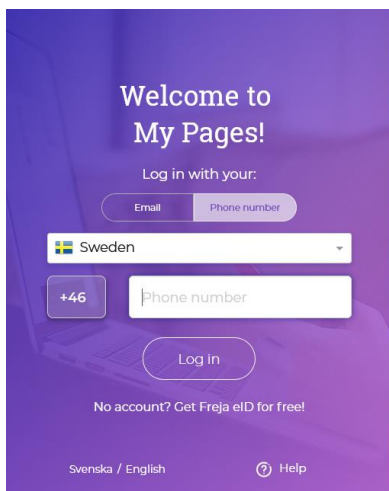 Welcome to
My Pages!
Log in with your:
Email Phone number
Sweden
+46 Phone number
Log in
No account? Get Freja eID for free!
Svenska / English ? Help